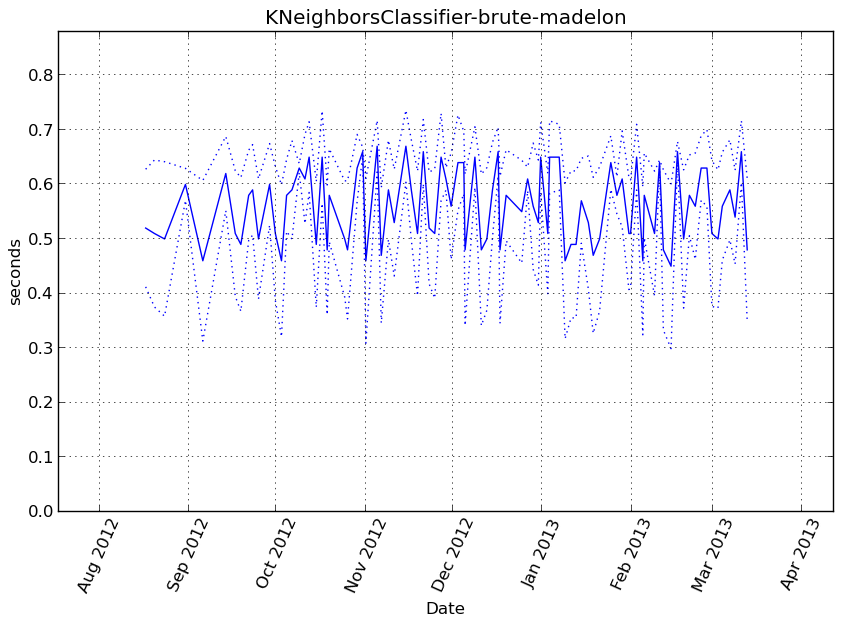 KNeighborsClassifier-brute-madelon
0.8
0.7
0.6
0.5
0.4
0.3
0.2
0.1
0.0
seconds
Aug 2012
Sep 2012
Oct 2012
Nov 2012
Dec 2012
Jan 2013
Feb 2013
Mar 2013
Apr 2013
Date